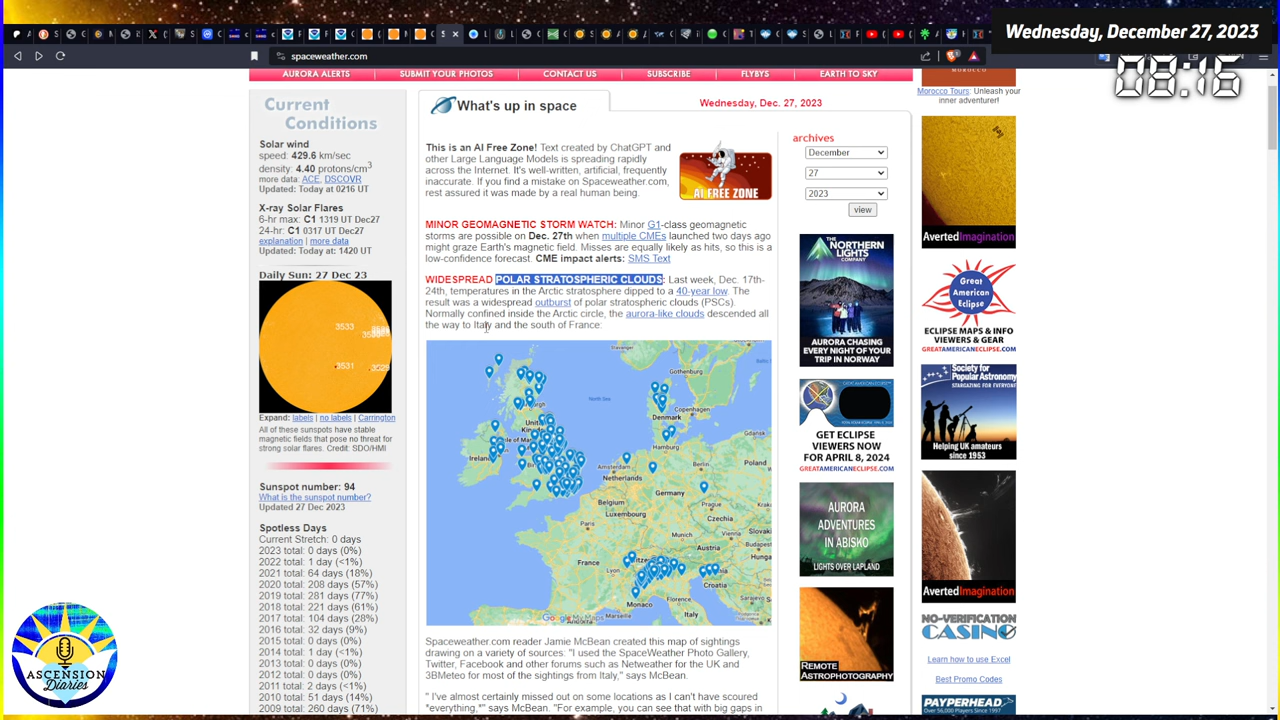 Wednesday, December 27, 2023
08:16
spaceweather.com
AURORA ALERTS
SUBMIT YOUR PHOTOS
CONTACT US
SUBSCRIBE
FLYBYS
EARTH TO SKY
Current
Conditions
Solar wind
speed: 429.6 km/sec
density: 4.40 protons/cm3
more data: ACE, DSCOVR
Updated: Today at 0216 UT
X-ray Solar Flares
6-hr max: C1 1319 UT Dec27
24-hr: C1 0317 UT Dec27
explanation | more data
Updated: Today at: 1420 UT
Daily Sun: 27 Dec 23
3533
3531
Expand: labels | no labels | Carrington
All of these sunspots have stable
magnetic fields that pose no threat for
strong solar flares. Credit: SDO/HMI
Sunspot number: 94
What is the sunspot number?
Updated 27 Dec 2023
Spotless Days
Current Stretch: 0 days
2023 total: 0 days (0%)
2022 total: 1 day (<1%)
2021 total: 64 days (18%)
2020 total: 208 days (57%)
2019 total: 281 days (77%)
2018 total: 221 days (61%)
2017 total: 104 days (28%)
2016 total: 32 days (9%)
2015 total: 0 days (0%)
2014 total: 1 day (<1%)
2013 total: 0 days (0%)
2012 total: 0 days (0%)
2011 total: 2 days (<1%)
2010 total: 51 days (14%)
2009 total: 260 days (71%)
ASCENSION
Diaries
What's up in space
Wednesday, Dec. 27, 2023
This is an AI Free Zone! Text created by ChatGPT and
other Large Language Models is spreading rapidly
across the Internet. It's well-written, artificial, frequently
inaccurate. If you find a mistake on Spaceweather.com,
rest assured it was made by a real human being.
AI FREE ZONE
MINOR GEOMAGNETIC STORM WATCH: Minor G1-class geomagnetic
storms are possible on Dec. 27th when multiple CMEs launched two days ago
might graze Earth's magnetic field. Misses are equally likely as hits, so this is a
low-confidence forecast. CME impact alerts: SMS Text
WIDESPREAD POLAR STRATOSPHERIC CLOUDS: Last week, Dec. 17th-
24th, temperatures in the Arctic stratosphere dipped to a 40-year low. The
result was a widespread outburst of polar stratospheric clouds (PSCs).
Normally confined inside the Arctic circle, the aurora-like clouds descended all
the way to Italy and the south of France:
Stavanger
Gothenburg
North Sea
Denmark
Copenhagen
Ireland
Hamburg
Gdańsk
Amsterdam
Netherlands
Berlin
Poland
Belgium
Germany
Luxembourg
Czechia
Paris
Munich
Austria
Budapest
France
Lyon
Croatia
Monaco
Florence
Marseille
Italy
Google My Maps
Spaceweather.com reader Jamie McBean created this map of sightings
drawing on a variety of sources: "I used the SpaceWeather Photo Gallery,
Twitter, Facebook and other forums such as Netweather for the UK and
3BMeteo for most of the sightings from Italy," says McBean.
" I've almost certainly missed out on some locations as I can't have scoured
*everything,*" says McBean. "For example, you can see that with big gaps in
archives
December
27
2023
view
THE
NORTHERN
LIGHTS
COMPANY
AURORA
CHASING
EVERY NIGHT OF YOUR
TRIP IN NORWAY
GET ECLIPSE
VIEWERS NOW
FOR APRIL 8, 2024
GREATAMERICANECLIPSE.COM
AURORA
ADVENTURES
IN ABISKO
LIGHTS OVER LAPLAND
REMOTE
ASTROPHOTOGRAPHY
MOROCCO
Morocco Tours: Unleash your
inner adventurer!
AvertedImagination
Great
American
Eclipse
ECLIPSE MAPS & INFO
VIEWERS & GEAR
GREATAMERICANECLIPSE.COM
Society for
Popular Astronomy
STARGAZING FOR EVERYONE
Helping UK amateurs
since 1953
AvertedImagination
NO-VERIFICATION
CASINO
Learn how to use Excel
Best Promo Codes
PAYPERHEAD